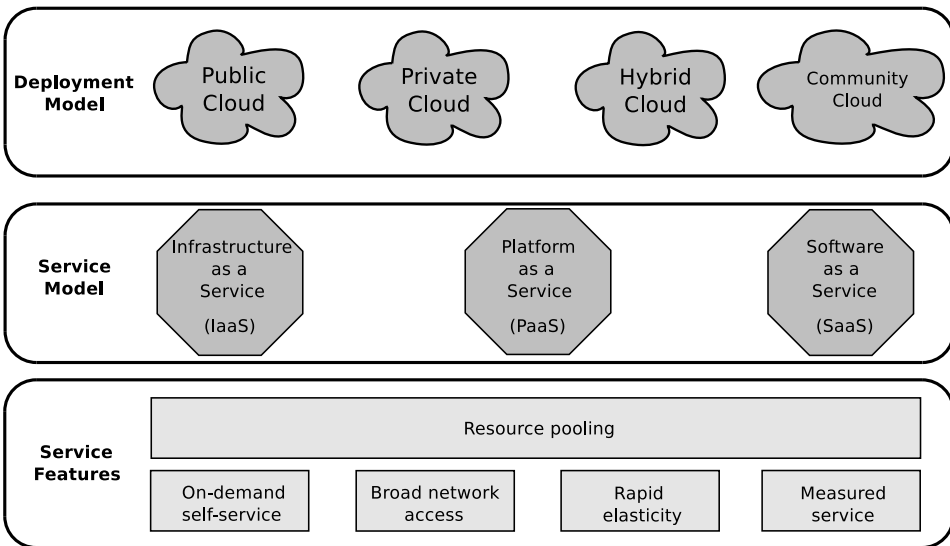 Deployment
Model
Public
Cloud
Private
Cloud
Hybrid
Cloud
Community
Cloud
Service
Model
Infrastructure
as a
Service
(IaaS)
Platform
as a
Service
(PaaS)
Software
as a
Service
(SaaS)
Service
Features
Resource pooling
On-demand
self-service
Broad network
access
Rapid
elasticity
Measured
service